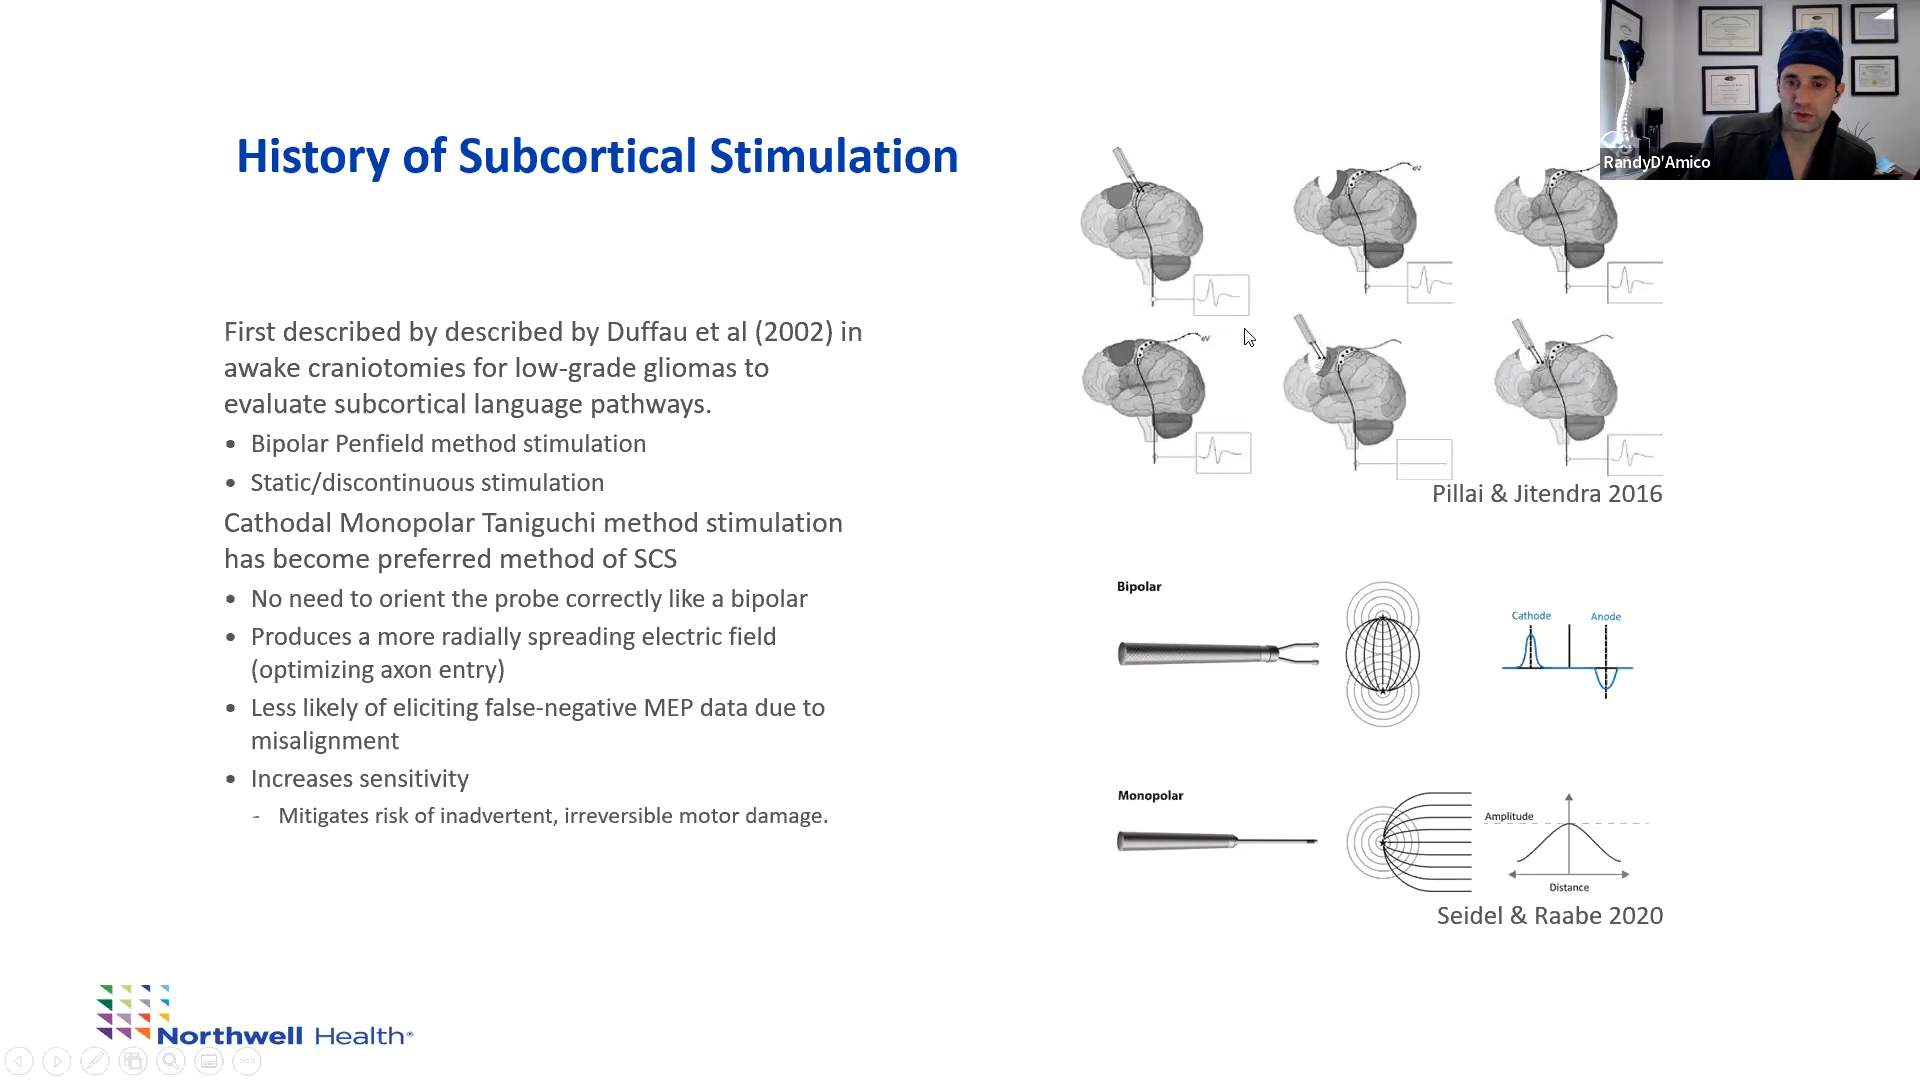 RandyD'Amico
History of Subcortical Stimulation
First described by described by Duffau et al (2002) in
awake craniotomies for low-grade gliomas to
evaluate subcortical language pathways.
• Bipolar Penfield method stimulation
• Static/discontinuous stimulation
Cathodal Monopolar Taniguchi method stimulation
has become preferred method of SCS
• No need to orient the probe correctly like a bipolar
• Produces a more radially spreading electric field
(optimizing axon entry)
• Less likely of eliciting false-negative MEP data due to
misalignment
• Increases sensitivity
- Mitigates risk of inadvertent, irreversible motor damage.
eV
eV
Pillai & Jitendra 2016
Bipolar
Cathode
Anode
Monopolar
Amplitude
Distance
Seidel & Raabe 2020
Northwell Health®